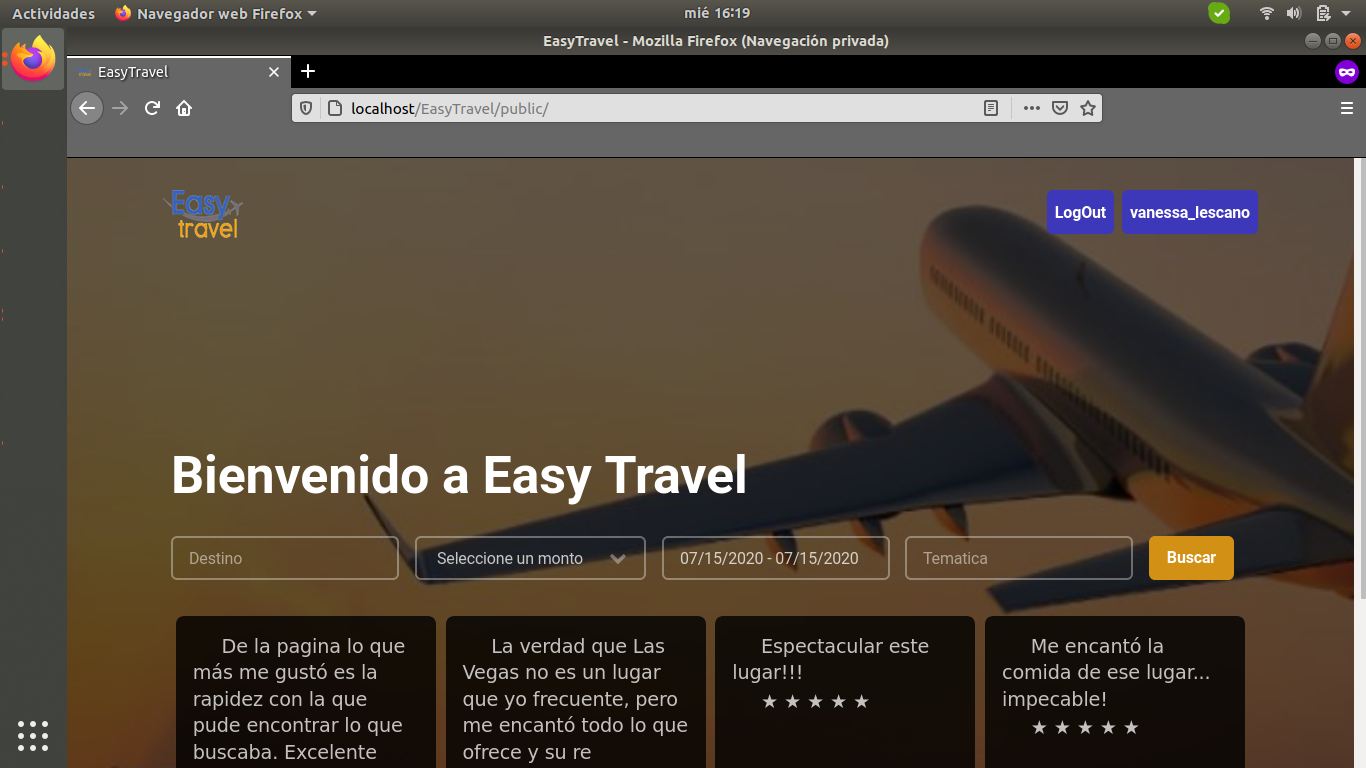 Actividades Navegador web Firefox mié 16:19
EasyTravel - Mozilla Firefox (Navegación privada)
EasyTravel
localhost/EasyTravel/public/
Easy
travel
LogOut vanessa_lescano
Bienvenido a Easy Travel
Destino Seleccione un monto 07/15/2020 - 07/15/2020 Tematica Buscar
De la pagina lo que
más me gustó es la
rapidez con la que
pude encontrar lo que
buscaba. Excelente
La verdad que Las
Vegas no es un lugar
que yo frecuente, pero
me encantó todo lo que
ofrece y su re
Espectacular este
lugar!!!
★ ★ ★ ★ ★
Me encantó la
comida de ese lugar...
impecable!
★ ★ ★ ★ ★